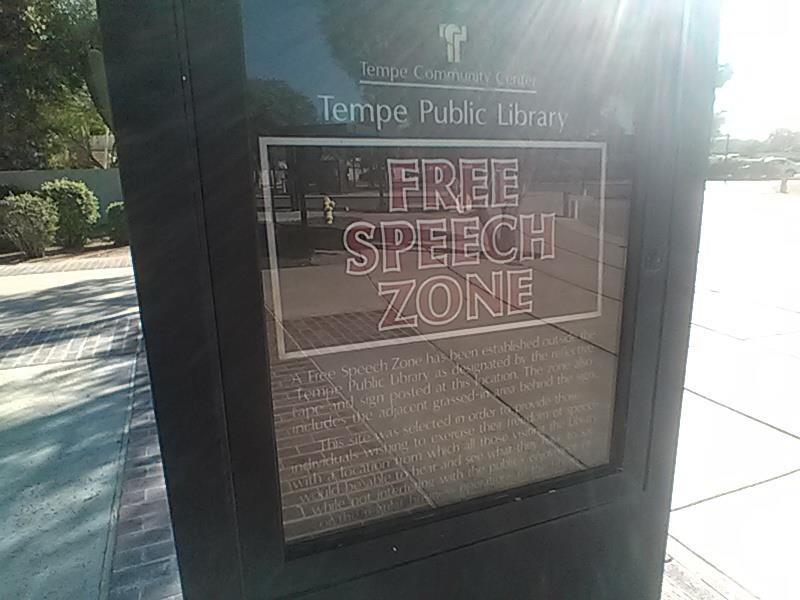 Tempe Community Center
Tempe Public Library
FREE
SPEECH
ZONE
A Free Speech Zone has been established outside the
Tempe Public Library as designated by the reflective
tape and sign posted at this location. The zone also
includes the adjacent grassed-in area behind the sign.
This site was selected in order to provide those
individuals wishing to exercise their freedom of speech
with a location from which all those visiting the Library
would be able to hear and see what they have to say
while not interfering with the public's